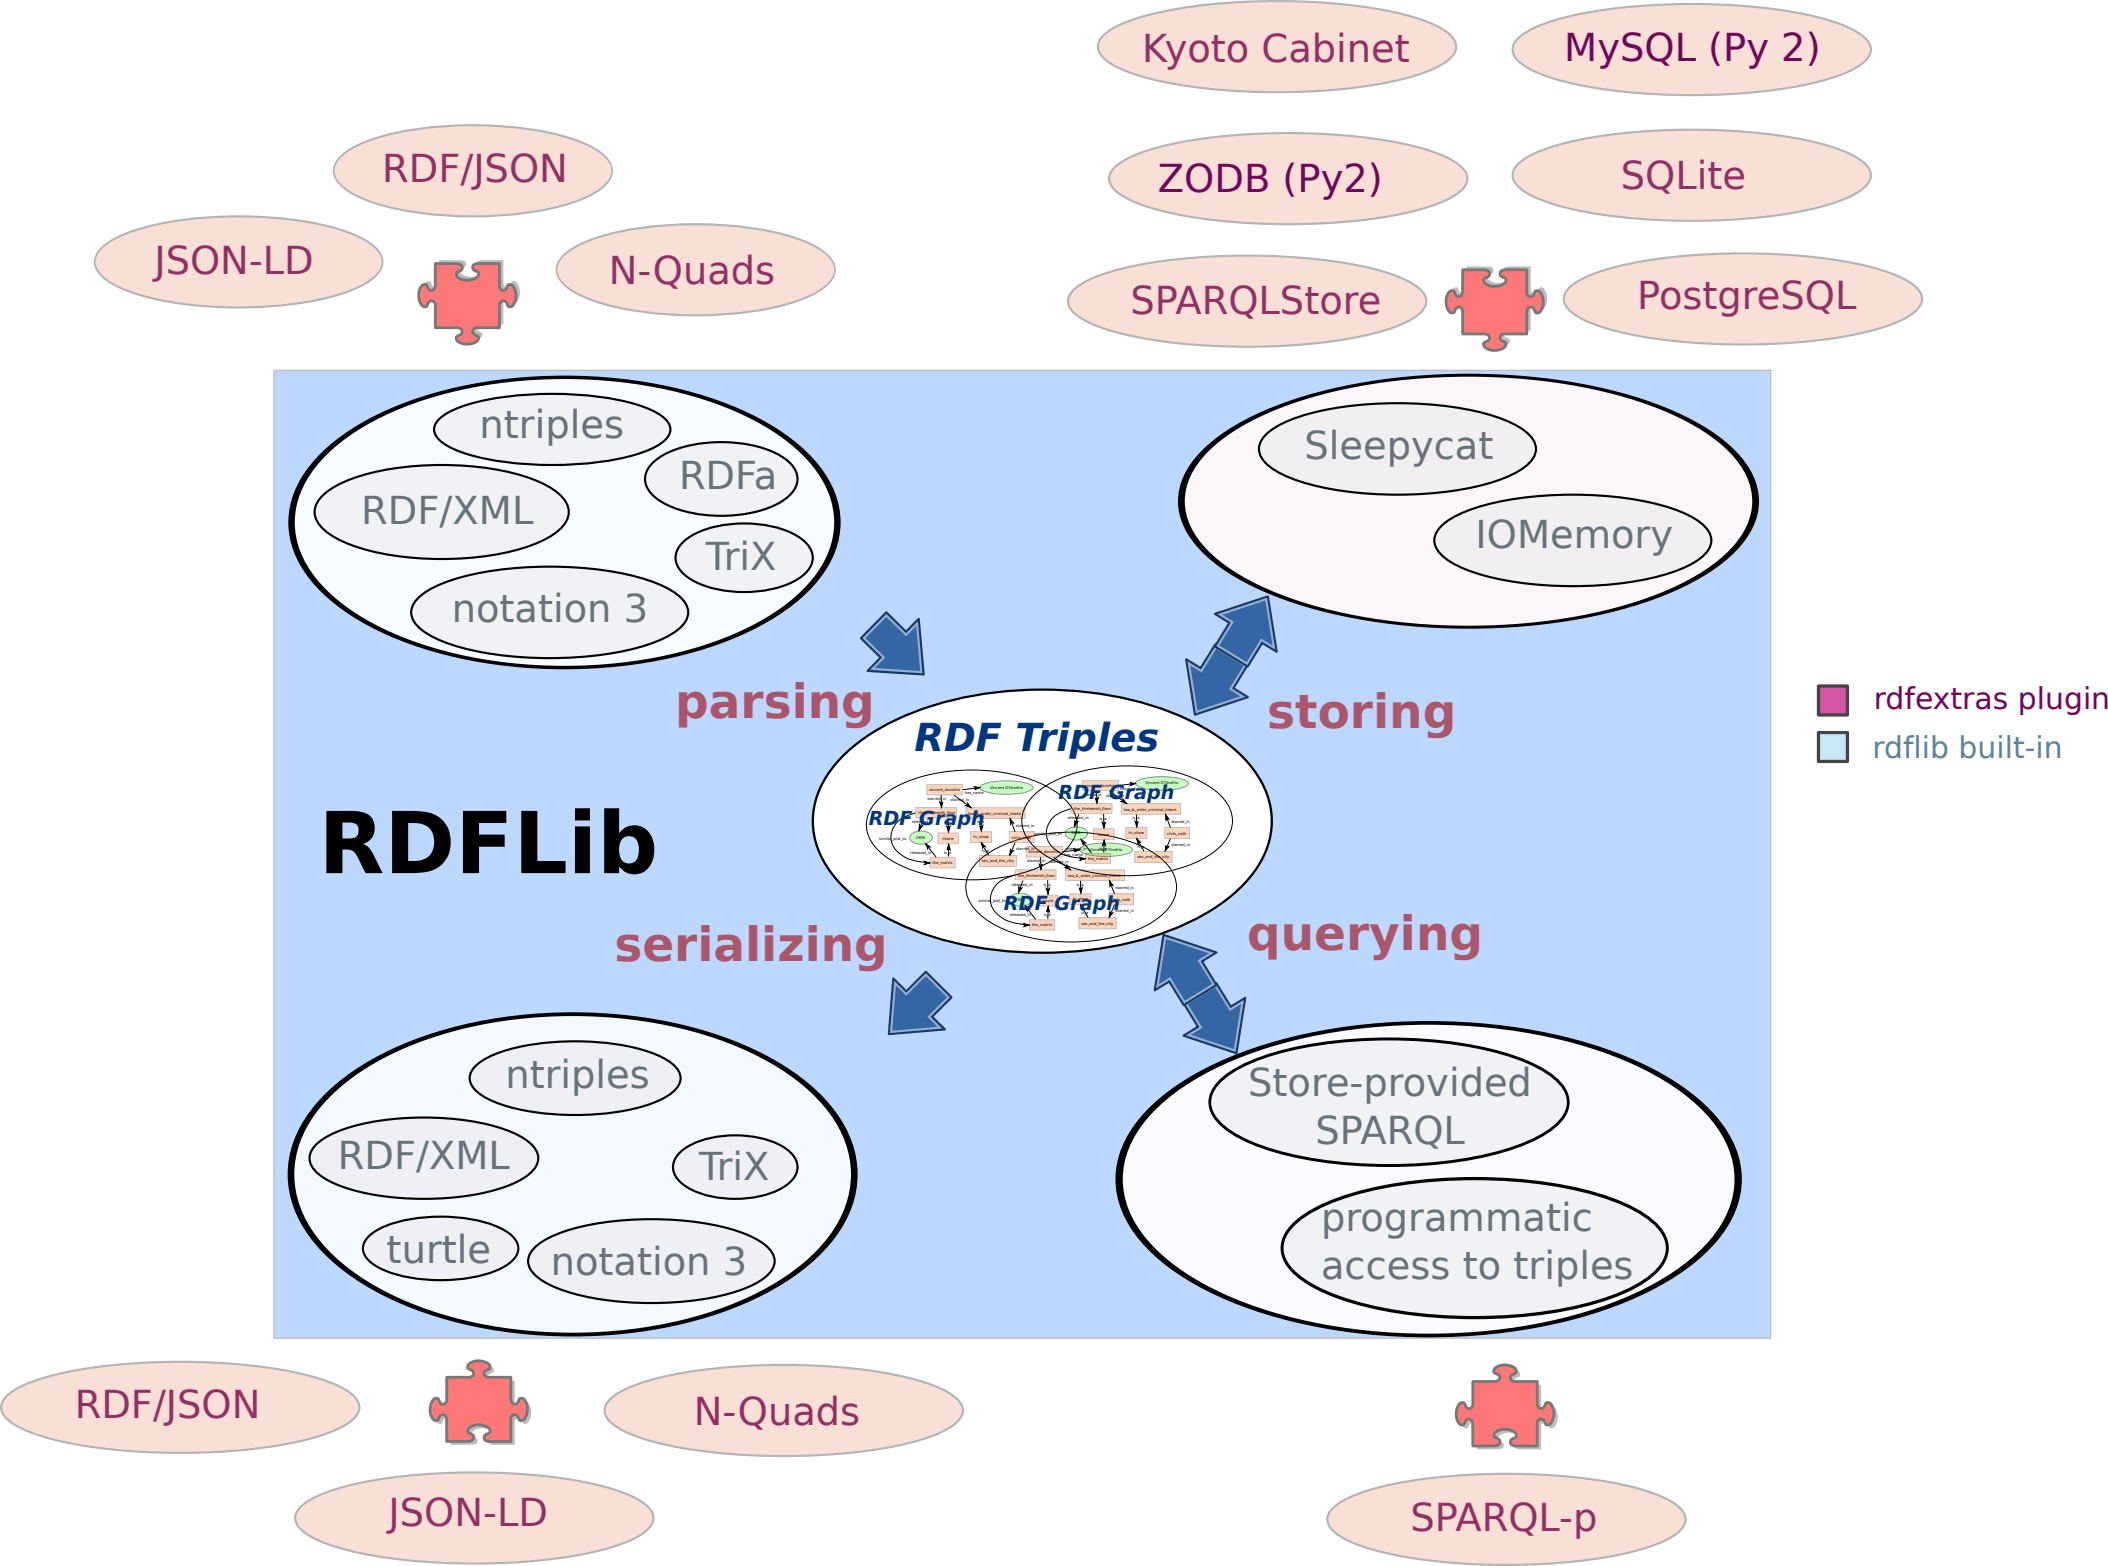 Kyoto Cabinet
MySQL (Py 2)
RDF/JSON
ZODB (Py2)
SQLite
JSON-LD
N-Quads
SPARQLStore
PostgreSQL
ntriples
RDFa
RDF/XML
TriX
notation 3
Sleepycat
IOMemory
parsing
storing
rdfextras plugin
rdflib built-in
RDF Triples
RDF Graph
RDF Graph
RDF Graph
RDFLib
serializing
querying
ntriples
RDF/XML
TriX
turtle
notation 3
Store-provided
SPARQL
programmatic
access to triples
RDF/JSON
N-Quads
JSON-LD
SPARQL-p